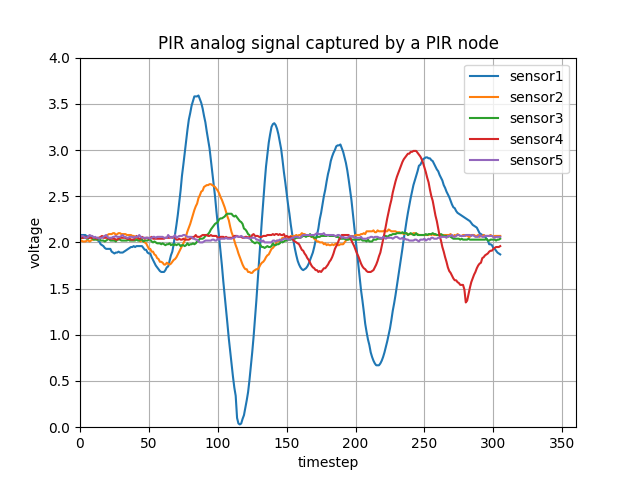 PIR analog signal captured by a PIR node
4.0
3.5
3.0
2.5
2.0
1.5
1.0
0.5
0.0
voltage
sensor1
sensor2
sensor3
sensor4
sensor5
0 50 100 150 200 250 300 350
timestep